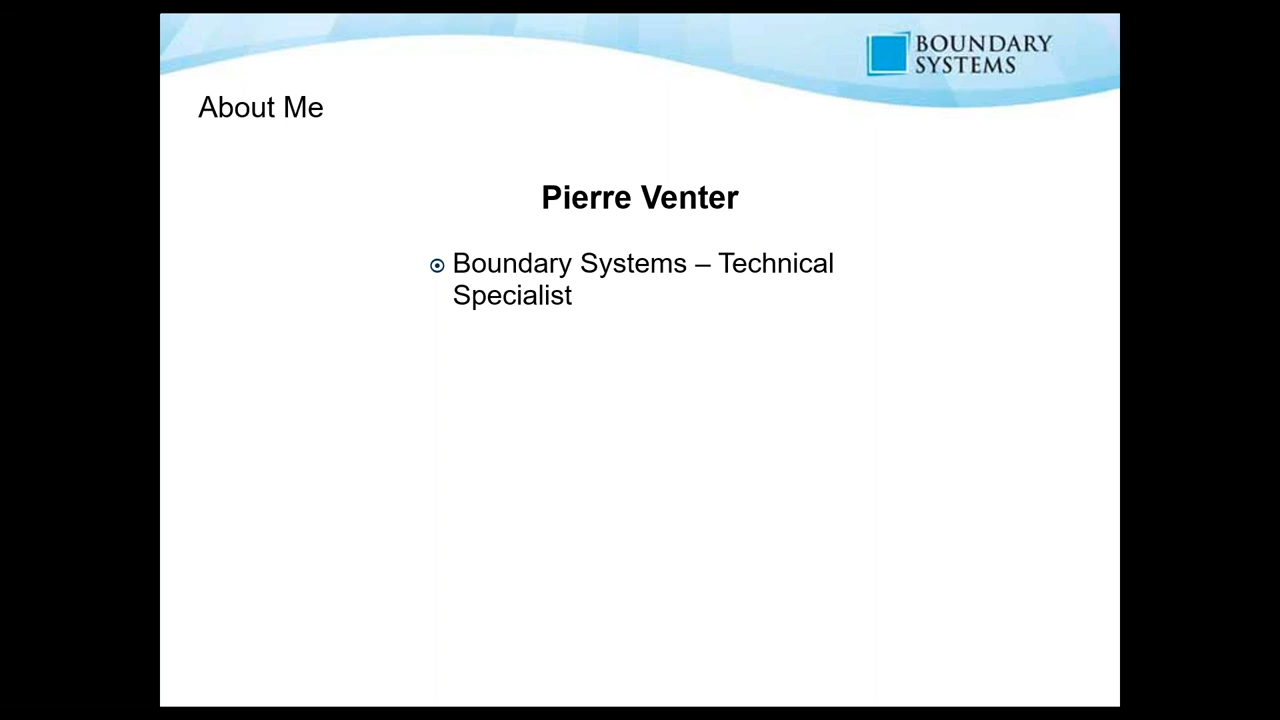 BOUNDARY
SYSTEMS
About Me
Pierre Venter
Boundary Systems – Technical
Specialist